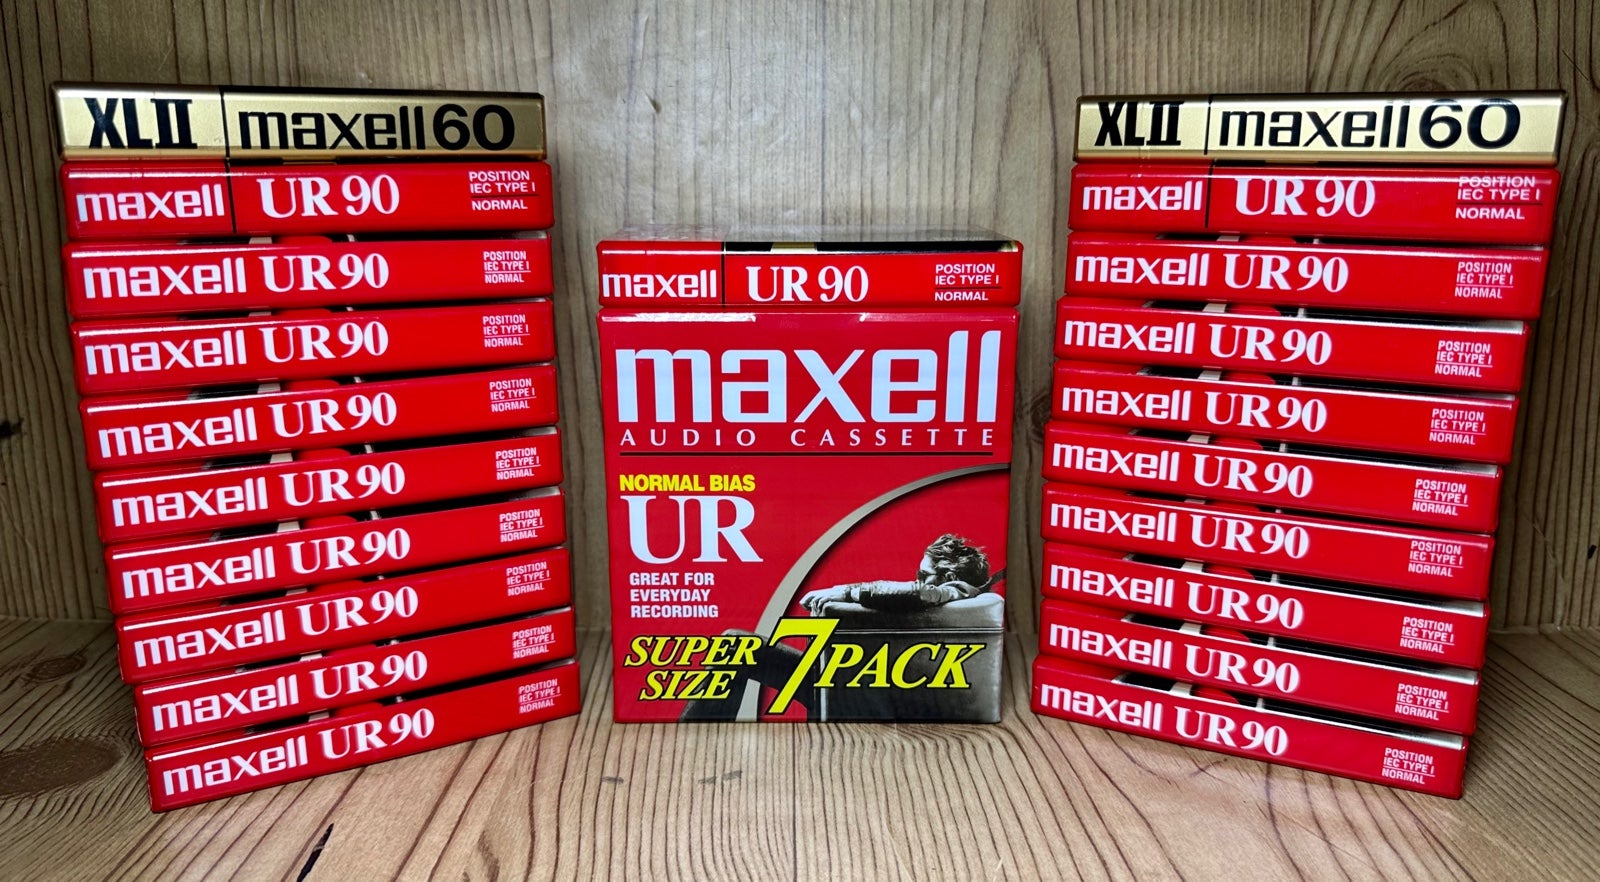 XLII maxell 60
maxell UR 90 POSITION
IEC TYPE I
NORMAL
maxell UR 90 POSITION
IEC TYPE I
NORMAL
maxell UR 90 POSITION
IEC TYPE I
NORMAL
maxell UR 90 POSITION
IEC TYPE I
NORMAL
maxell UR 90 POSITION
IEC TYPE I
NORMAL
maxell UR 90 POSITION
IEC TYPE I
NORMAL
maxell UR 90 POSITION
IEC TYPE I
NORMAL
maxell UR 90 POSITION
IEC TYPE I
NORMAL
maxell UR 90 POSITION
IEC TYPE I
NORMAL
maxell UR 90 POSITION
IEC TYPE I
NORMAL
maxell
AUDIO CASSETTE
NORMAL BIAS
UR
GREAT FOR
EVERYDAY
RECORDING
SUPER
SIZE 7 PACK
XLII maxell 60
maxell UR 90 POSITION
IEC TYPE I
NORMAL
maxell UR 90 POSITION
IEC TYPE I
NORMAL
maxell UR 90 POSITION
IEC TYPE I
NORMAL
maxell UR 90 POSITION
IEC TYPE I
NORMAL
maxell UR 90 POSITION
IEC TYPE I
NORMAL
maxell UR 90 POSITION
IEC TYPE I
NORMAL
maxell UR 90 POSITION
IEC TYPE I
NORMAL
maxell UR 90 POSITION
IEC TYPE I
NORMAL
maxell UR 90 POSITION
IEC TYPE I
NORMAL